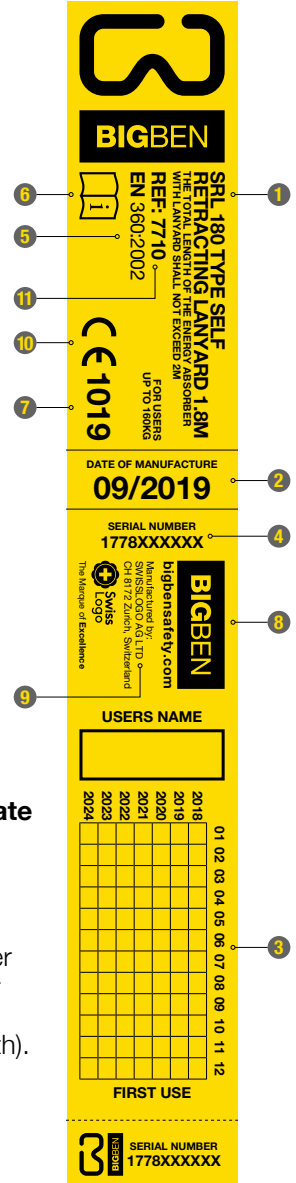 BIGBEN
SRL 180 TYPE SELF
RETRACTING LANYARD 1.8M
THE TOTAL LENGTH OF THE ENERGY ABSORBER
WITH LANYARD SHALL NOT EXCEED 2M
REF: 7710
EN 360:2002
i
FOR USERS
UP TO 160KG
CE 1019
1
6
5
11
10
7
DATE OF MANUFACTURE
09/2019
2
SERIAL NUMBER
1778XXXXXX
4
BIGBEN
bigbensafety.com
Manufactured by:
SWISSLOGO AG LTD
CH 8172 Zurich, Switzerland
Swiss
Logo
The Marque of Excellence
8
9
USERS NAME
01 02 03 04 05 06 07 08 09 10 11 12
2018
2019
2020
2021
2022
2023
2024
3
FIRST USE
BIGBEN
SERIAL NUMBER
1778XXXXXX
ate
er
th).